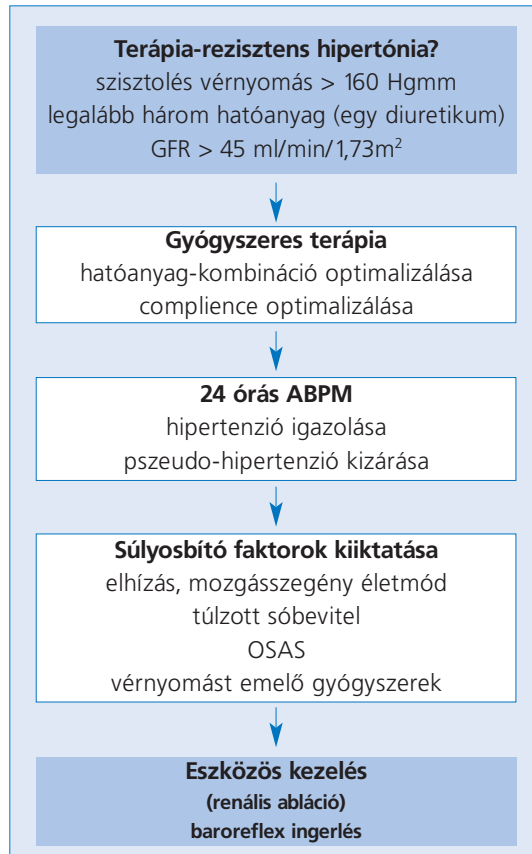 Terápia-rezisztens hipertónia?
szisztolés vérnyomás > 160 Hgmm
legalább három hatóanyag (egy diuretikum)
GFR > 45 ml/min/1,73m²
Gyógyszeres terápia
hatóanyag-kombináció optimalizálása
complience optimalizálása
24 órás ABPM
hipertenzió igazolása
pszeudo-hipertenzió kizárása
Súlyosbító faktorok kiiktatása
elhízás, mozgásszegény életmód
túlzott sóbevitel
OSAS
vérnyomást emelő gyógyszerek
Eszközös kezelés
(renális abláció)
baroreflex ingerlés